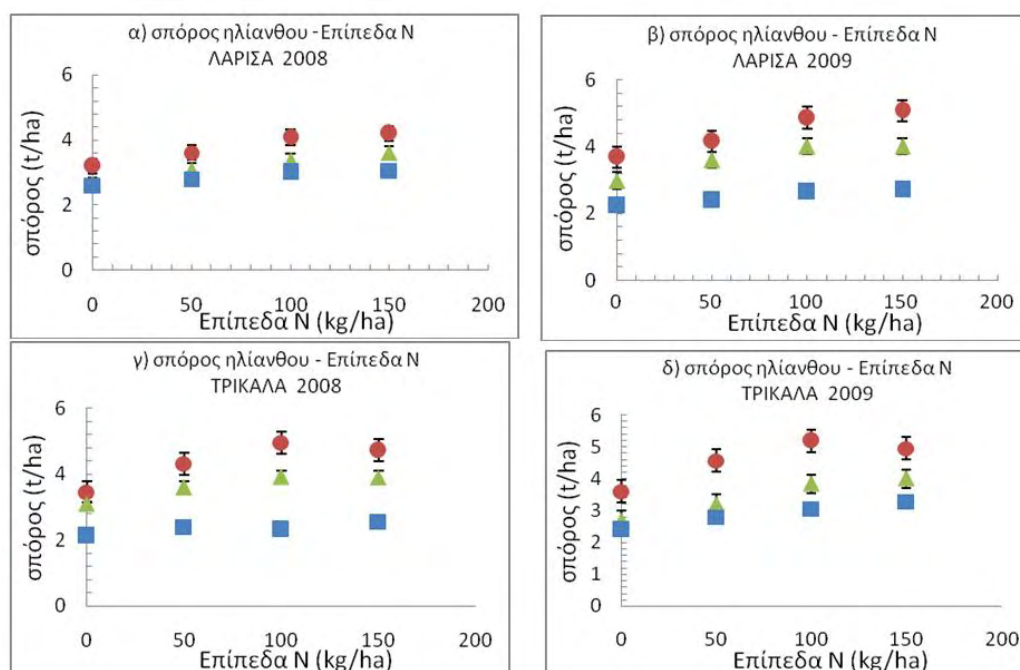 α) σπόρος ηλίανθου -Επίπεδα Ν
ΛΑΡΙΣΑ 2008
σπόρος (t/ha)
6
4
2
0
0 50 100 150 200
Επίπεδα Ν (kg/ha)
β) σπόρος ηλίανθου - Επίπεδα Ν
ΛΑΡΙΣΑ 2009
σπόρος (t/ha)
6
4
2
0
0 50 100 150 200
Επίπεδα Ν (kg/ha)
γ) σπόρος ηλίανθου - Επίπεδα Ν
ΤΡΙΚΑΛΑ 2008
σπόρος (t/ha)
6
4
2
0
0 50 100 150 200
Επίπεδα Ν (kg/ha)
δ) σπόρος ηλίανθου - Επίπεδα Ν
ΤΡΙΚΑΛΑ 2009
σπόρος (t/ha)
6
5
4
3
2
1
0
0 50 100 150 200
Επίπεδα Ν (kg/ha)